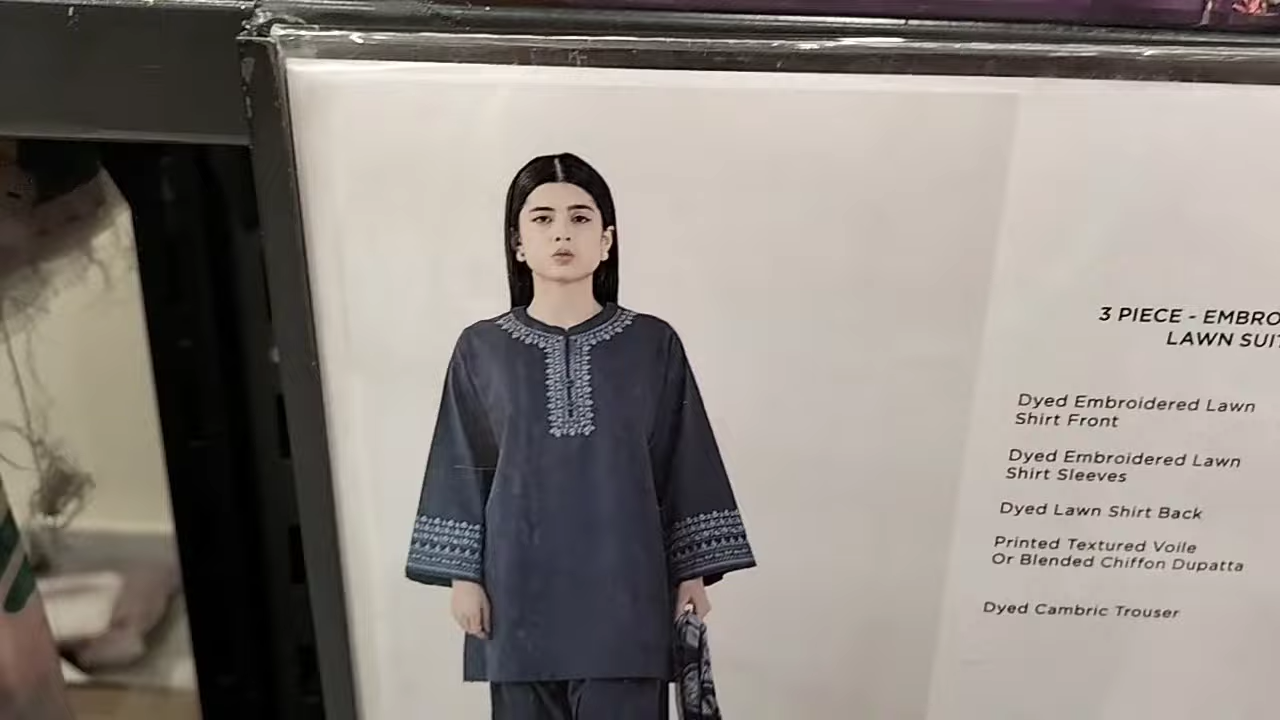 3 PIECE - EMBRO
LAWN SUI
Dyed Embroidered Lawn
Shirt Front
Dyed Embroidered Lawn
Shirt Sleeves
Dyed Lawn Shirt Back
Printed Textured Voile
Or Blended Chiffon Dupatta
Dyed Cambric Trouser